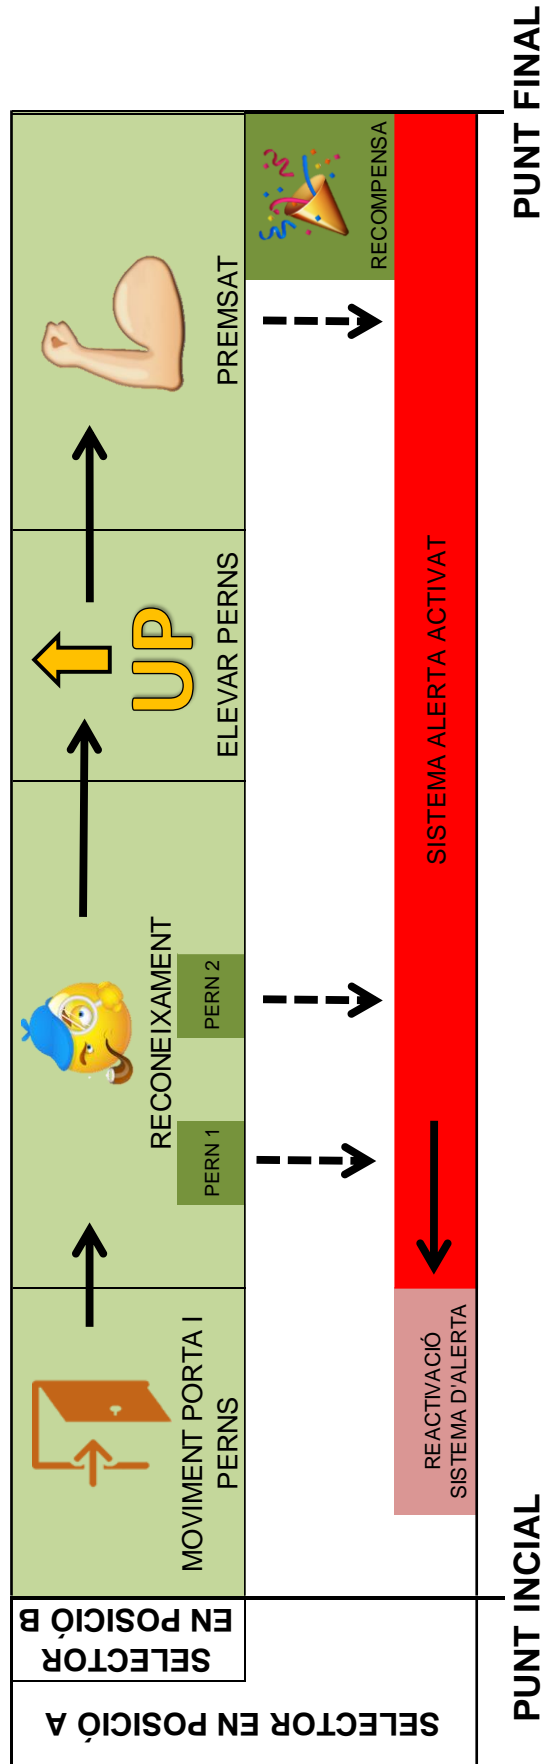 SELECTOR EN POSICIÓ A
SELECTOR
EN POSICIÓ B
MOVIMENT PORTA I
PERNS
RECONEIXAMENT
PERN 1
PERN 2
ELEVAR PERNS
UP
PREMSAT
RECOMPENSA
REACTIVACIÓ
SISTEMA D'ALERTA
SISTEMA ALERTA ACTIVAT
PUNT INCIAL
PUNT FINAL